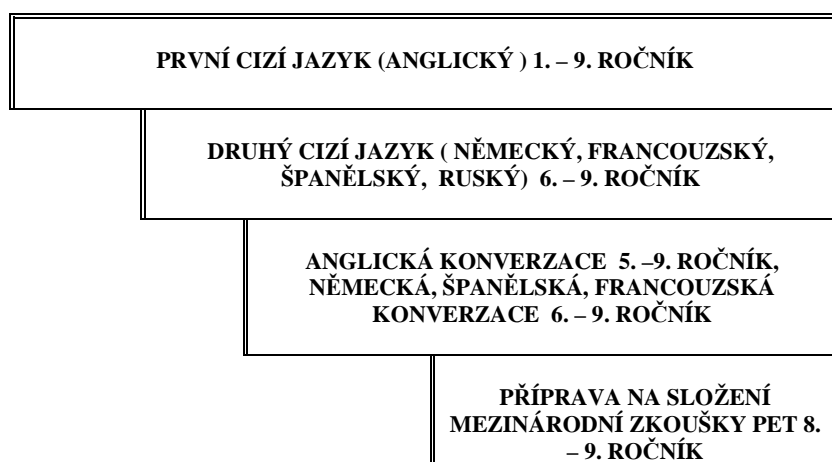 PRVNÍ CIZÍ JAZYK (ANGLICKÝ ) 1. – 9. ROČNÍK
DRUHÝ CIZÍ JAZYK ( NĚMECKÝ, FRANCOUZSKÝ,
ŠPANĚLSKÝ, RUSKÝ) 6. – 9. ROČNÍK
ANGLICKÁ KONVERZACE 5. –9. ROČNÍK,
NĚMECKÁ, ŠPANĚLSKÁ, FRANCOUZSKÁ
KONVERZACE 6. – 9. ROČNÍK
PŘÍPRAVA NA SLOŽENÍ
MEZINÁRODNÍ ZKOUŠKY PET 8.
– 9. ROČNÍK